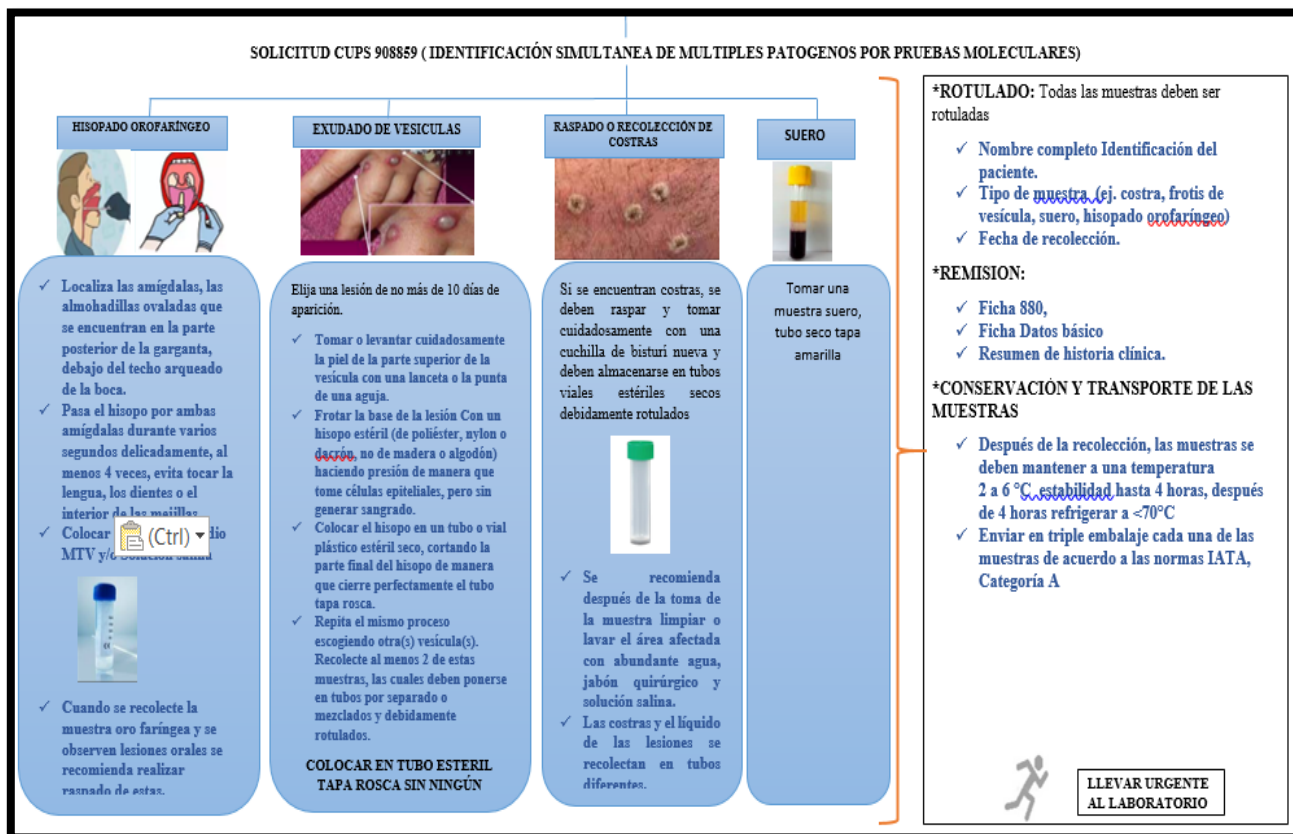 SOLICITUD CUPS 908859 ( IDENTIFICACIÓN SIMULTANEA DE MULTIPLES PATOGENOS POR PRUEBAS MOLECULARES)
HISOPADO OROFARÍNGEO
Localiza las amígdalas, las
almohadillas ovaladas que
se encuentran en la parte
posterior de la garganta,
debajo del techo arqueado
de la boca.
Pasa el hisopo por ambas
amígdalas durante varios
segundos delicadamente, al
menos 4 veces, evita tocar la
lengua, los dientes o el
interior de las mejillas
Colocar
MTV y/o Solución salina
(Ctrl)
Cuando se recolecte la
muestra oro faríngea y se
observen lesiones orales se
recomienda realizar
raspado de estas.
EXUDADO DE VESICULAS
Elija una lesión de no más de 10 días de
aparición.
Tomar o levantar cuidadosamente
la piel de la parte superior de la
vesícula con una lanceta o la punta
de una aguja.
Frotar la base de la lesión Con un
hisopo estéril (de poliéster, nylon o
dacrón, no de madera o algodón)
haciendo presión de manera que
tome células epiteliales, pero sin
generar sangrado.
Colocar el hisopo en un tubo o vial
plástico estéril seco, cortando la
parte final del hisopo de manera
que cierre perfectamente el tubo
tapa rosca.
Repita el mismo proceso
escogiendo otra(s) vesícula(s).
Recolecte al menos 2 de estas
muestras, las cuales deben ponerse
en tubos por separado o
mezclados y debidamente
rotulados.
COLOCAR EN TUBO ESTERIL
TAPA ROSCA SIN NINGÚN
RASPADO O RECOLECCIÓN DE
COSTRAS
Si se encuentran costras, se
deben raspar y tomar
cuidadosamente con una
cuchilla de bisturí nueva y
deben almacenarse en tubos
viales estériles secos
debidamente rotulados
Se recomienda
después de la toma de
la muestra limpiar o
lavar el área afectada
con abundante agua,
jabón quirúrgico y
solución salina.
Las costras y el líquido
de las lesiones se
recolectan en tubos
diferentes.
SUERO
Tomar una
muestra suero,
tubo seco tapa
amarilla
*ROTULADO: Todas las muestras deben ser
rotuladas
Nombre completo Identificación del
paciente.
Tipo de muestra, (ej. costra, frotis de
vesícula, suero, hisopado orofaríngeo)
Fecha de recolección.
*REMISION:
Ficha 880,
Ficha Datos básico
Resumen de historia clínica.
*CONSERVACIÓN Y TRANSPORTE DE LAS
MUESTRAS
Después de la recolección, las muestras se
deben mantener a una temperatura
2 a 6 °C, estabilidad hasta 4 horas, después
de 4 horas refrigerar a <70°C
Enviar en triple embalaje cada una de las
muestras de acuerdo a las normas IATA,
Categoría A
LLEVAR URGENTE
AL LABORATORIO